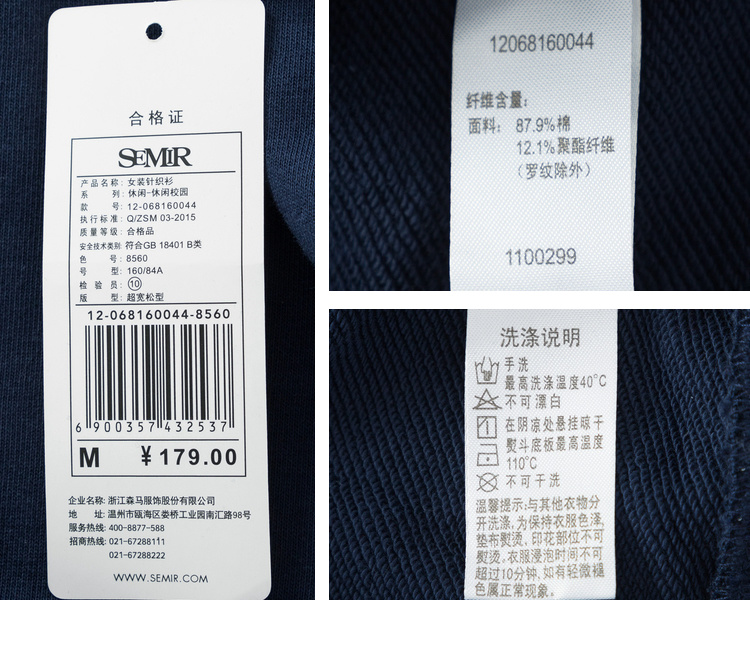 合格证
SEMIR
产品名称: 女装针织衫
系 列: 休闲-休闲校园
款 号: 12-068160044
执行标准: Q/ZSM 03-2015
质量等级: 合格品
安全技术类别: 符合GB 18401 B类
色 号: 8560
号 型: 160/84A
检 验 员: ⑩
版 型: 超宽松型
12-068160044-8560
6 900357 432537
M ¥179.00
企业名称: 浙江森马服饰股份有限公司
地 址: 温州市瓯海区娄桥工业园南汇路98号
服务热线: 400-8877-588
招商热线: 021-67288111
021-67288222
WWW.SEMIR.COM
12068160044
纤维含量:
面料: 87.9%棉
12.1%聚酯纤维
(罗纹除外)
1100299
洗涤说明
手洗
最高洗涤温度40°C
不可漂白
在阴凉处悬挂晾干
熨斗底板最高温度
110°C
不可干洗
温馨提示:与其他衣物分
开洗涤,为保持衣服色泽,
垫布熨烫,印花部位不可
熨烫。衣服浸泡时间不可
超过10分钟,如有轻微褪
色属正常现象。